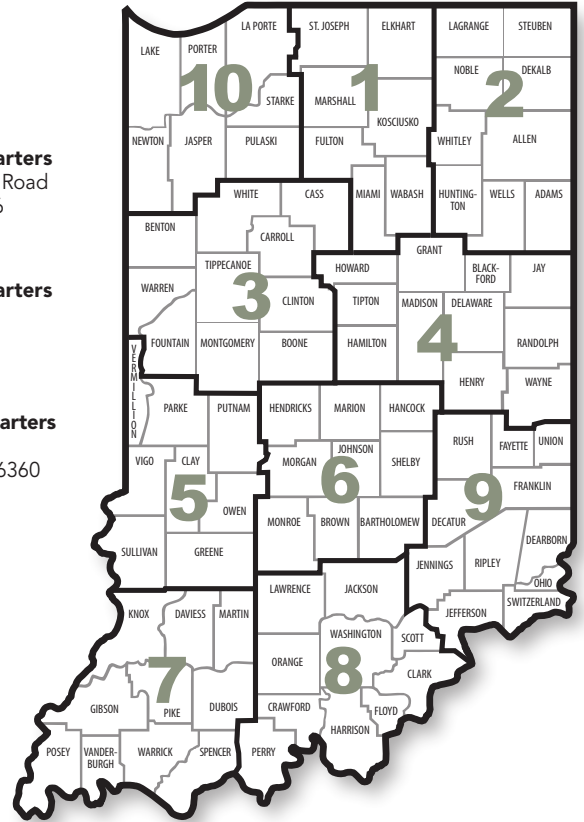 arters
Road
6
arters
arters
6360
LAKE
PORTER
LA PORTE
ST. JOSEPH
ELKHART
LAGRANGE
STEUBEN
10
1
2
NOBLE
DEKALB
STARKE
MARSHALL
KOSCIUSKO
NEWTON
JASPER
PULASKI
FULTON
WHITLEY
ALLEN
WHITE
CASS
MIAMI
WABASH
HUNTING-
TON
WELLS
ADAMS
BENTON
CARROLL
GRANT
TIPPECANOE
HOWARD
BLACK-
FORD
JAY
WARREN
3
CLINTON
TIPTON
MADISON
DELAWARE
4
FOUNTAIN
MONTGOMERY
BOONE
HAMILTON
RANDOLPH
VERMILLION
HENRY
WAYNE
PARKE
PUTNAM
HENDRICKS
MARION
HANCOCK
RUSH
FAYETTE
UNION
VIGO
CLAY
MORGAN
JOHNSON
SHELBY
5
6
9
FRANKLIN
OWEN
MONROE
BROWN
BARTHOLOMEW
DECATUR
DEARBORN
SULLIVAN
GREENE
JENNINGS
RIPLEY
OHIO
SWITZERLAND
JEFFERSON
KNOX
DAVIESS
MARTIN
LAWRENCE
JACKSON
WASHINGTON
SCOTT
ORANGE
8
CLARK
7
GIBSON
PIKE
DUBOIS
CRAWFORD
FLOYD
HARRISON
POSEY
VANDER-
BURGH
WARRICK
SPENCER
PERRY